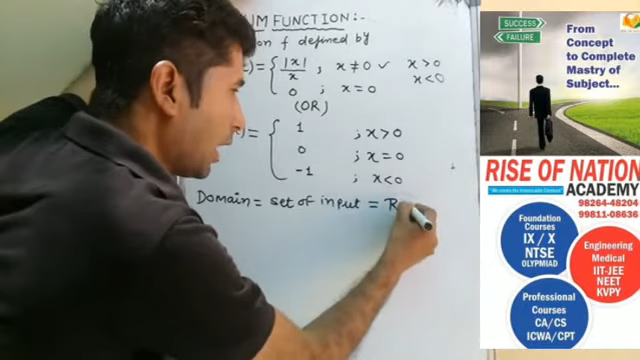 UM FUNCTION:-
on f defined by
) = { |x|/x ; x ≠ 0 ✓ x > 0
x < 0
0 ; x = 0
(OR)
) = { 1 ; x > 0
0 ; x = 0
-1 ; x < 0
Domain = set of input = R
SUCCESS
FAILURE
From
Concept
to Complete
Mastry of
Subject...
RISE OF NATION
ACADEMY
98264-48204
99811-08636
Foundation
Courses
IX / X
NTSE
OLYPMIAD
Engineering
Medical
IIT-JEE
NEET
KVPY
Professional
Courses
CA/CS
ICWA/CPT